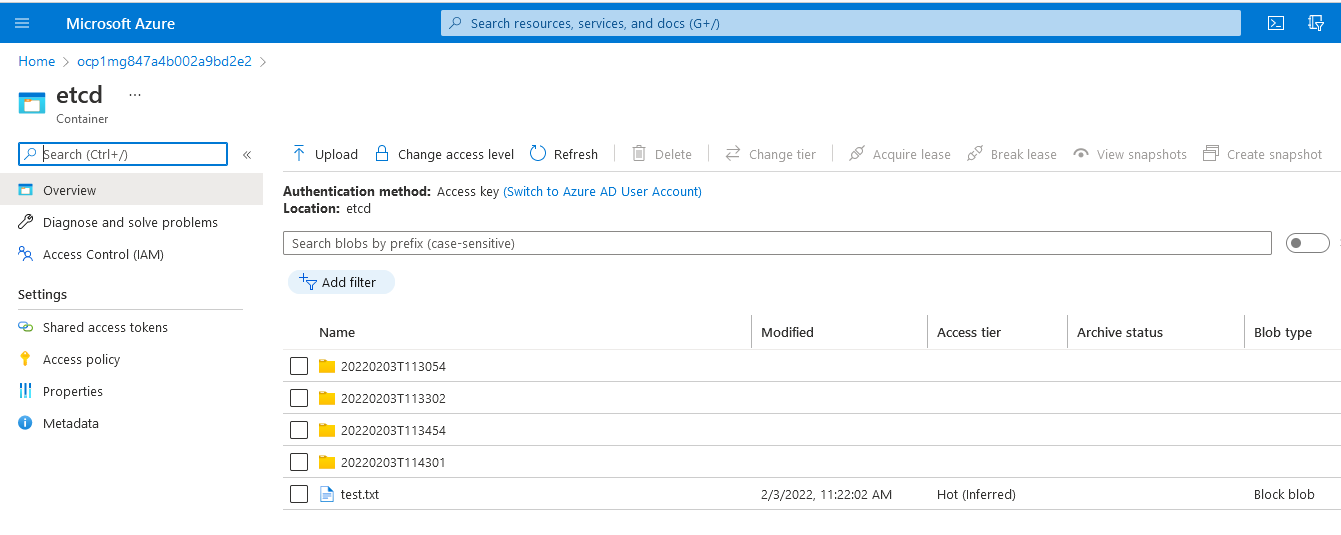 Microsoft Azure
Search resources, services, and docs (G+/)
Home > ocp1mg847a4b002a9bd2e2 >
etcd ...
Container
Search (Ctrl+/) «
Upload Change access level Refresh Delete Change tier Acquire lease Break lease View snapshots Create snapshot
Overview
Diagnose and solve problems
Access Control (IAM)
Settings
Shared access tokens
Access policy
Properties
Metadata
Authentication method: Access key (Switch to Azure AD User Account)
Location: etcd
Search blobs by prefix (case-sensitive)
Add filter
Name Modified Access tier Archive status Blob type
20220203T113054
20220203T113302
20220203T113454
20220203T114301
test.txt 2/3/2022, 11:22:02 AM Hot (Inferred) Block blob